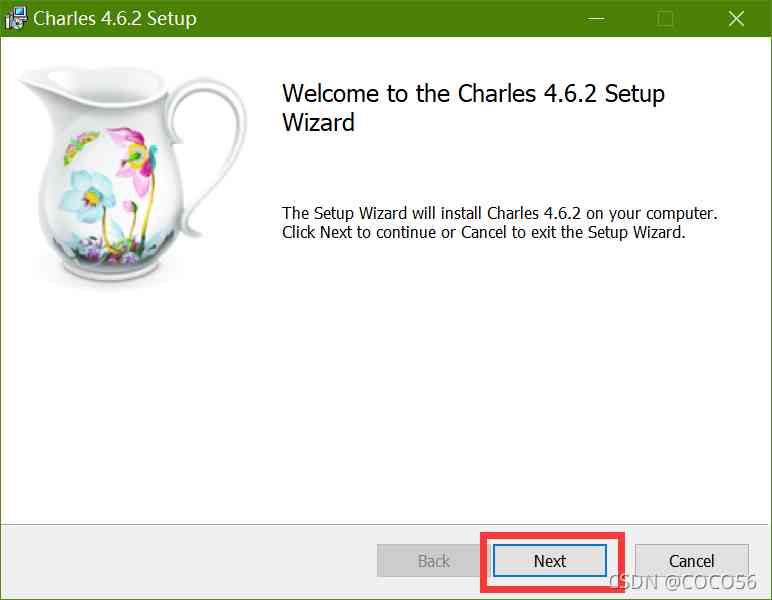 Charles 4.6.2 Setup
Welcome to the Charles 4.6.2 Setup
Wizard
The Setup Wizard will install Charles 4.6.2 on your computer.
Click Next to continue or Cancel to exit the Setup Wizard.
Back
Next
Cancel
CSDN @COCO56